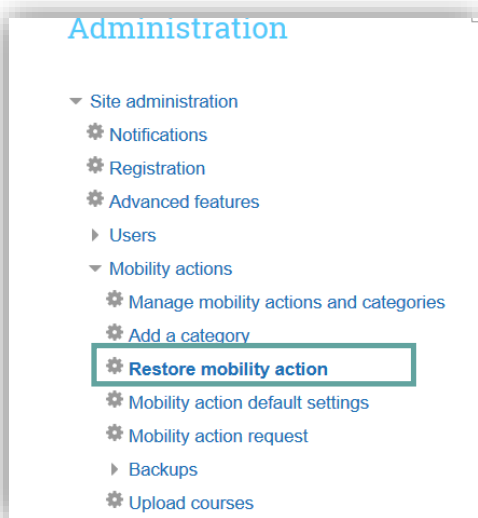 Administration
Site administration
Notifications
Registration
Advanced features
Users
Mobility actions
Manage mobility actions and categories
Add a category
Restore mobility action
Mobility action default settings
Mobility action request
Backups
Upload courses